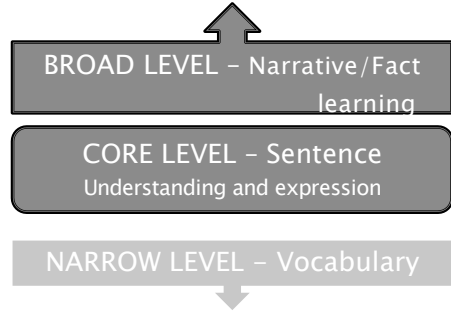 BROAD LEVEL – Narrative/Fact
learning
CORE LEVEL – Sentence
Understanding and expression
NARROW LEVEL – Vocabulary